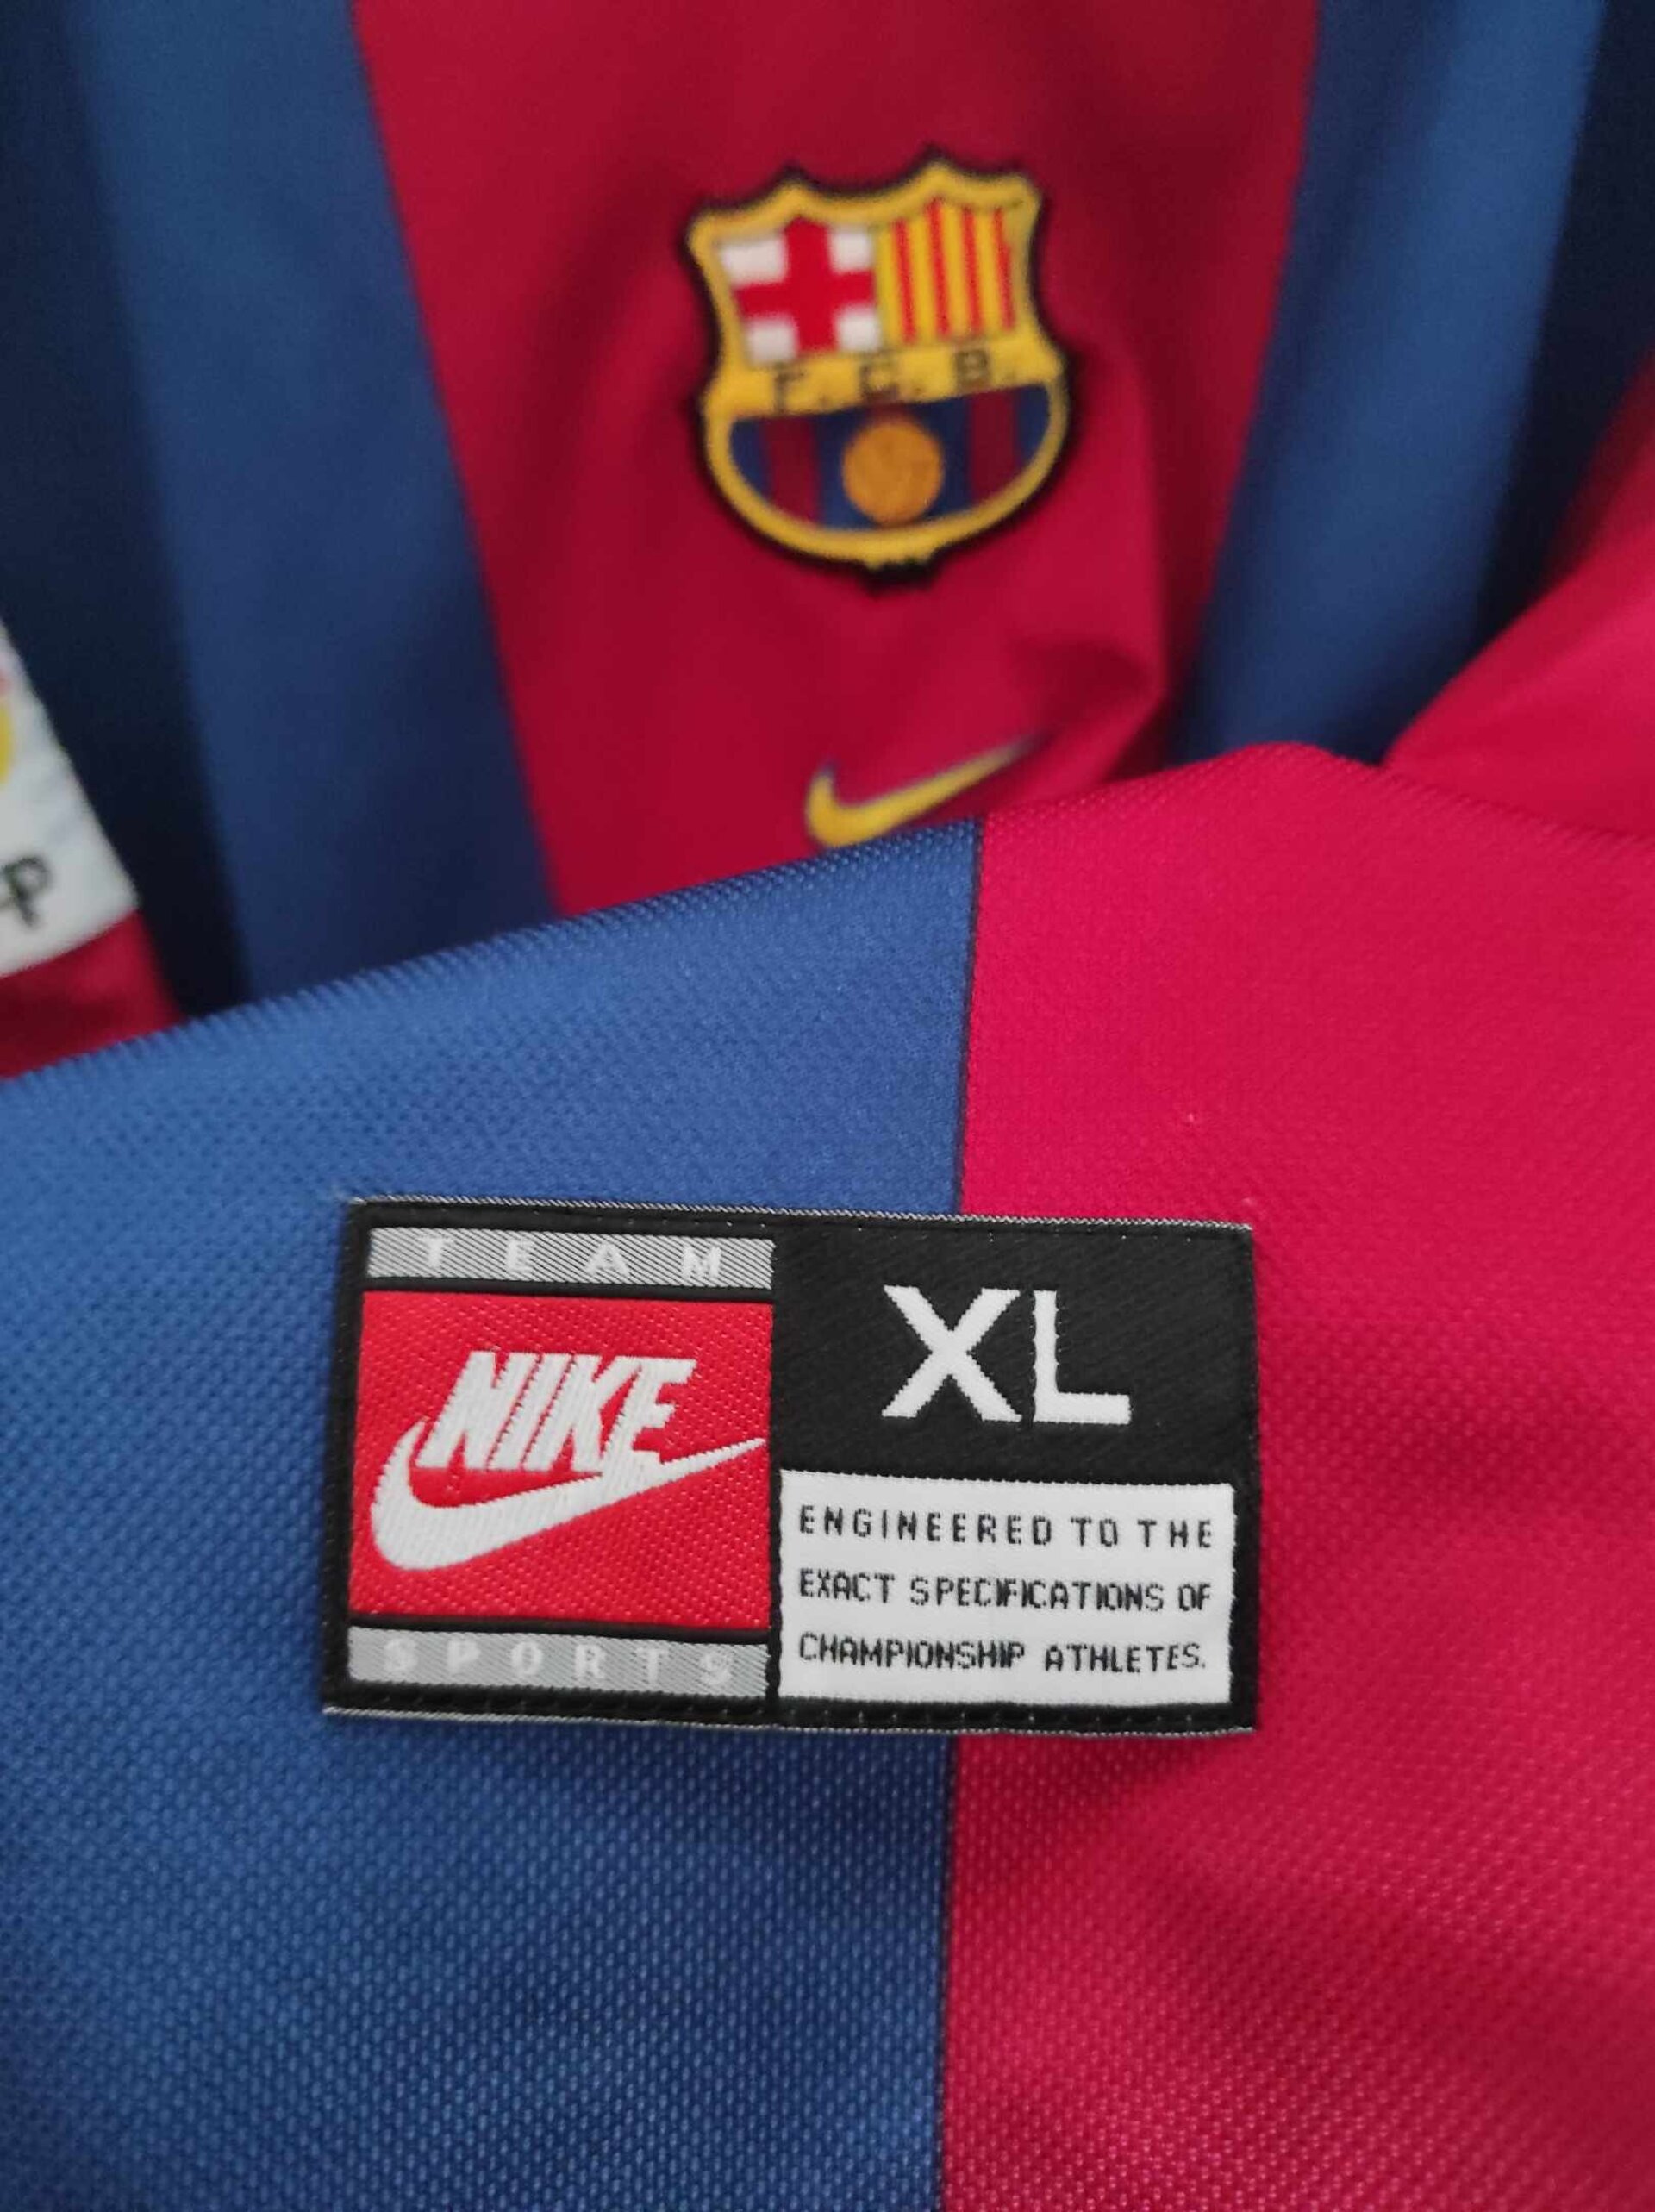 F.C.B.
P
TEAM
NIKE
SPORTS
XL
ENGINEERED TO THE
EXACT SPECIFICATIONS OF
CHAMPIONSHIP ATHLETES.